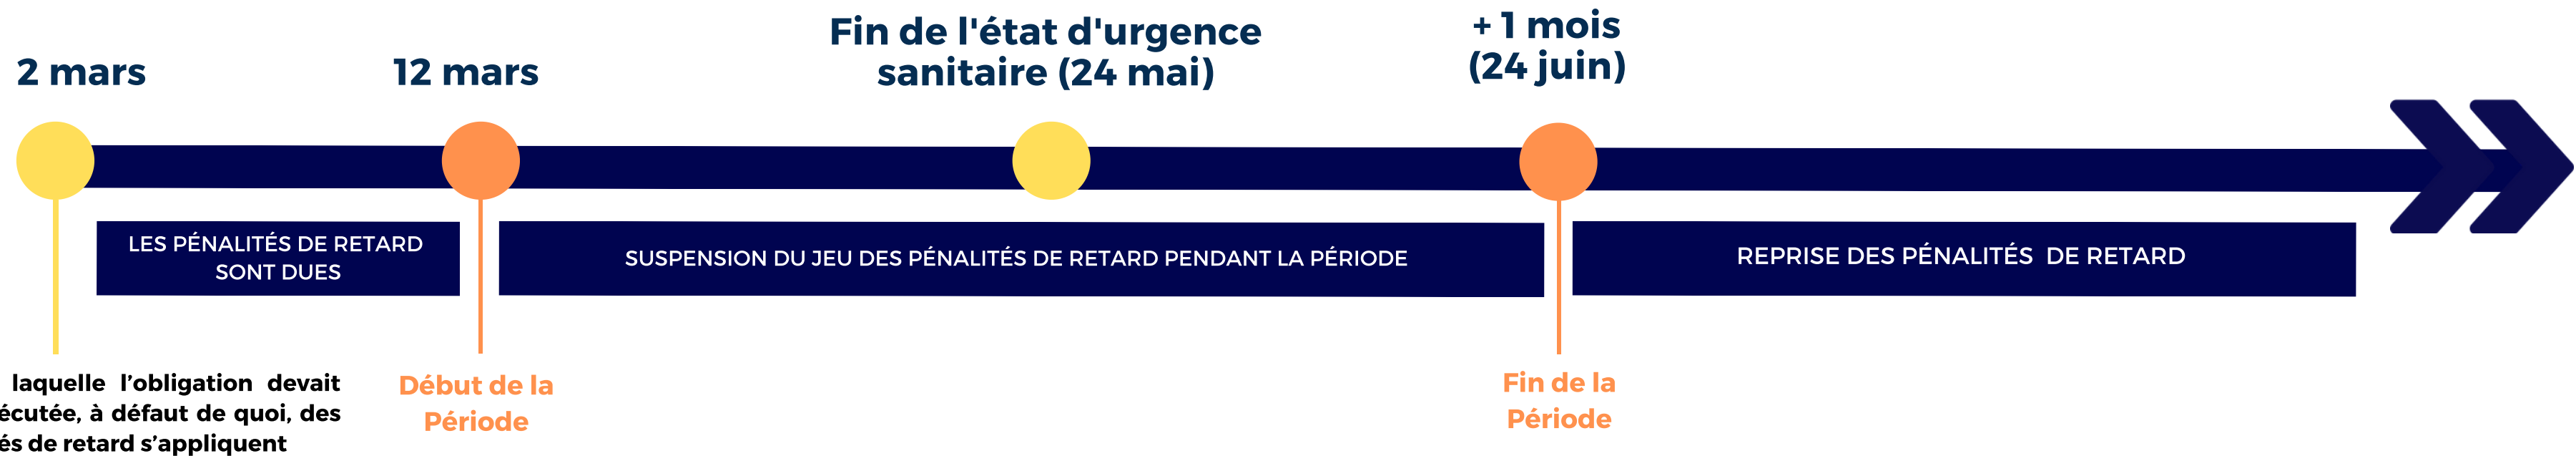 2 mars
12 mars
Fin de l'état d'urgence
sanitaire (24 mai)
+ 1 mois
(24 juin)
LES PÉNALITÉS DE RETARD
SONT DUES
SUSPENSION DU JEU DES PÉNALITÉS DE RETARD PENDANT LA PÉRIODE
REPRISE DES PÉNALITÉS DE RETARD
laquelle l’obligation devait
écutée, à défaut de quoi, des
és de retard s’appliquent
Début de la
Période
Fin de la
Période